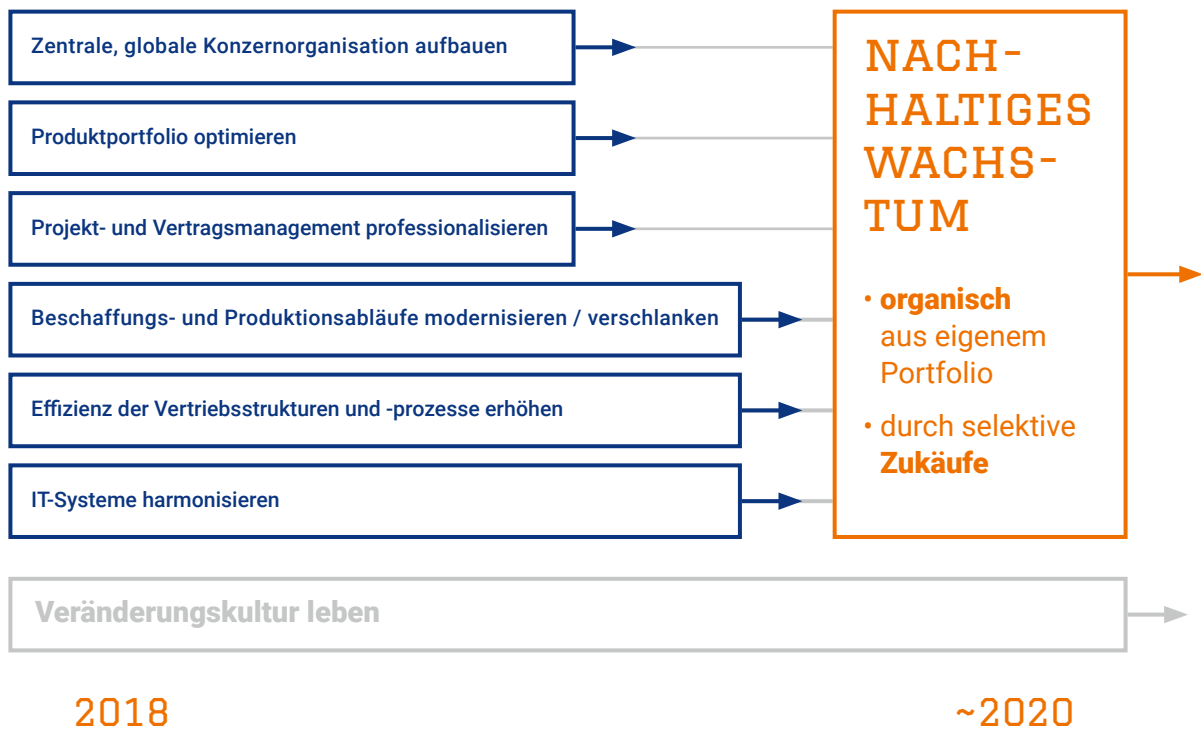 Zentrale, globale Konzernorganisation aufbauen
Produktportfolio optimieren
Projekt- und Vertragsmanagement professionalisieren
Beschaffungs- und Produktionsabläufe modernisieren / verschlanken
Effizienz der Vertriebsstrukturen und -prozesse erhöhen
IT-Systeme harmonisieren
NACH-
HALTIGES
WACHS-
TUM
• organisch
aus eigenem
Portfolio
• durch selektive
Zukäufe
Veränderungskultur leben
2018
~2020